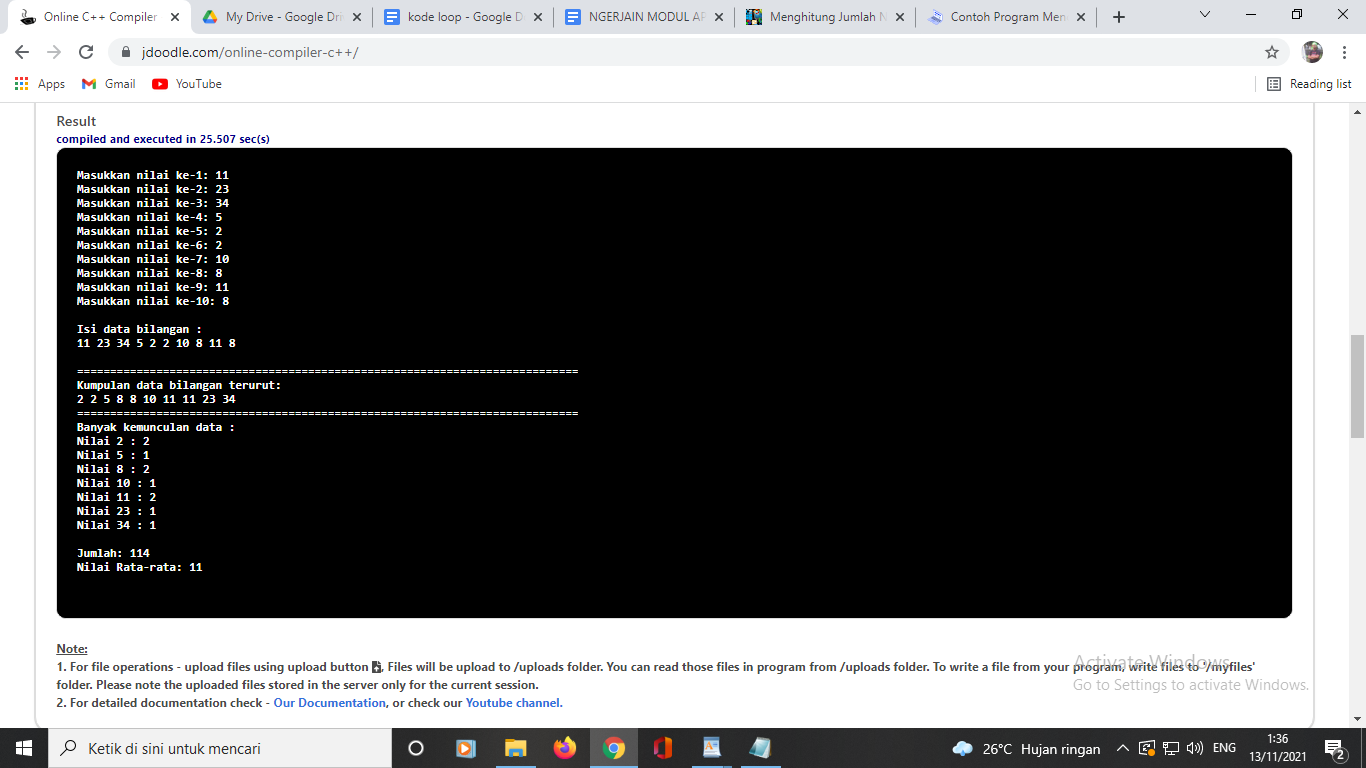 Online C++ Compiler
My Drive - Google Dri
kode loop - Google D
NGERJAIN MODUL AP
Menghitung Jumlah N
Contoh Program Men
jdoodle.com/online-compiler-c++/
Apps Gmail YouTube Reading list
Result
compiled and executed in 25.507 sec(s)
Masukkan nilai ke-1: 11
Masukkan nilai ke-2: 23
Masukkan nilai ke-3: 34
Masukkan nilai ke-4: 5
Masukkan nilai ke-5: 2
Masukkan nilai ke-6: 2
Masukkan nilai ke-7: 10
Masukkan nilai ke-8: 8
Masukkan nilai ke-9: 11
Masukkan nilai ke-10: 8
Isi data bilangan :
11 23 34 5 2 2 10 8 11 8
============================================================================
Kumpulan data bilangan terurut:
2 2 5 8 8 10 11 11 23 34
============================================================================
Banyak kemunculan data :
Nilai 2 : 2
Nilai 5 : 1
Nilai 8 : 2
Nilai 10 : 1
Nilai 11 : 2
Nilai 23 : 1
Nilai 34 : 1
Jumlah: 114
Nilai Rata-rata: 11
Note:
1. For file operations - upload files using upload button , Files will be upload to /uploads folder. You can read those files in program from /uploads folder. To write a file from your program, write files to '/myfiles'
folder. Please note the uploaded files stored in the server only for the current session.
2. For detailed documentation check - Our Documentation, or check our Youtube channel.
Activate Windows
Go to Settings to activate Windows.
Ketik di sini untuk mencari
26°C Hujan ringan
ENG
1:36
13/11/2021
2